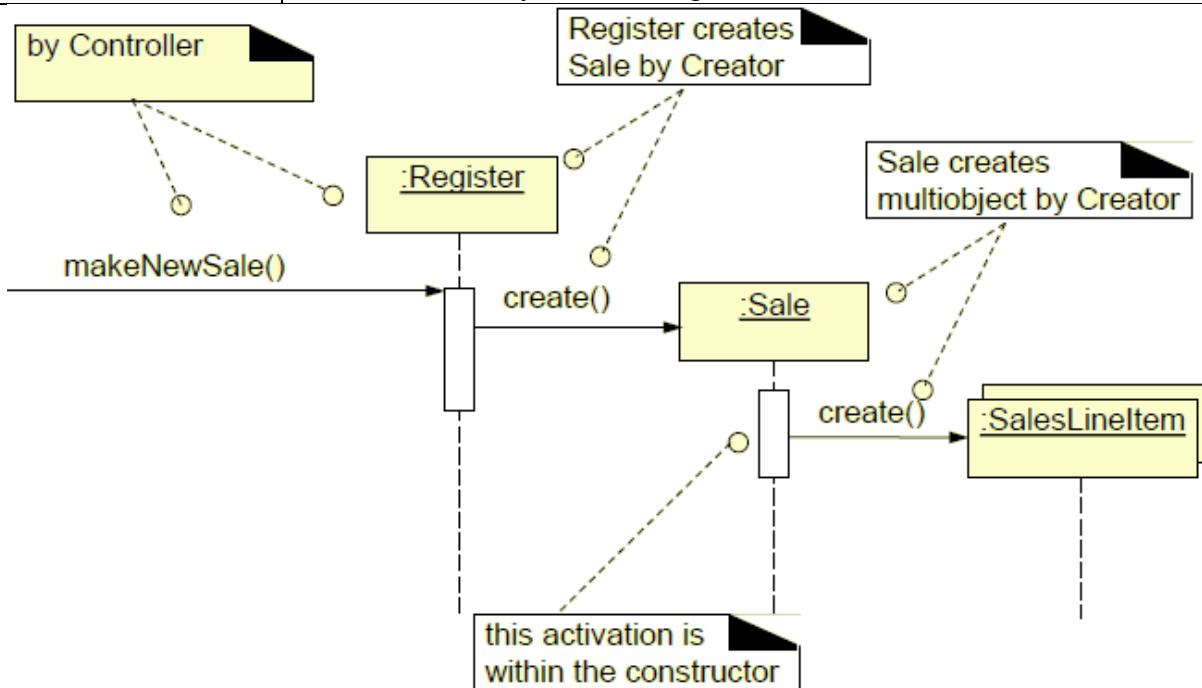 by Controller
Register creates
Sale by Creator
:Register
Sale creates
multiobject by Creator
makeNewSale()
create()
:Sale
create()
:SalesLineItem
this activation is
within the constructor